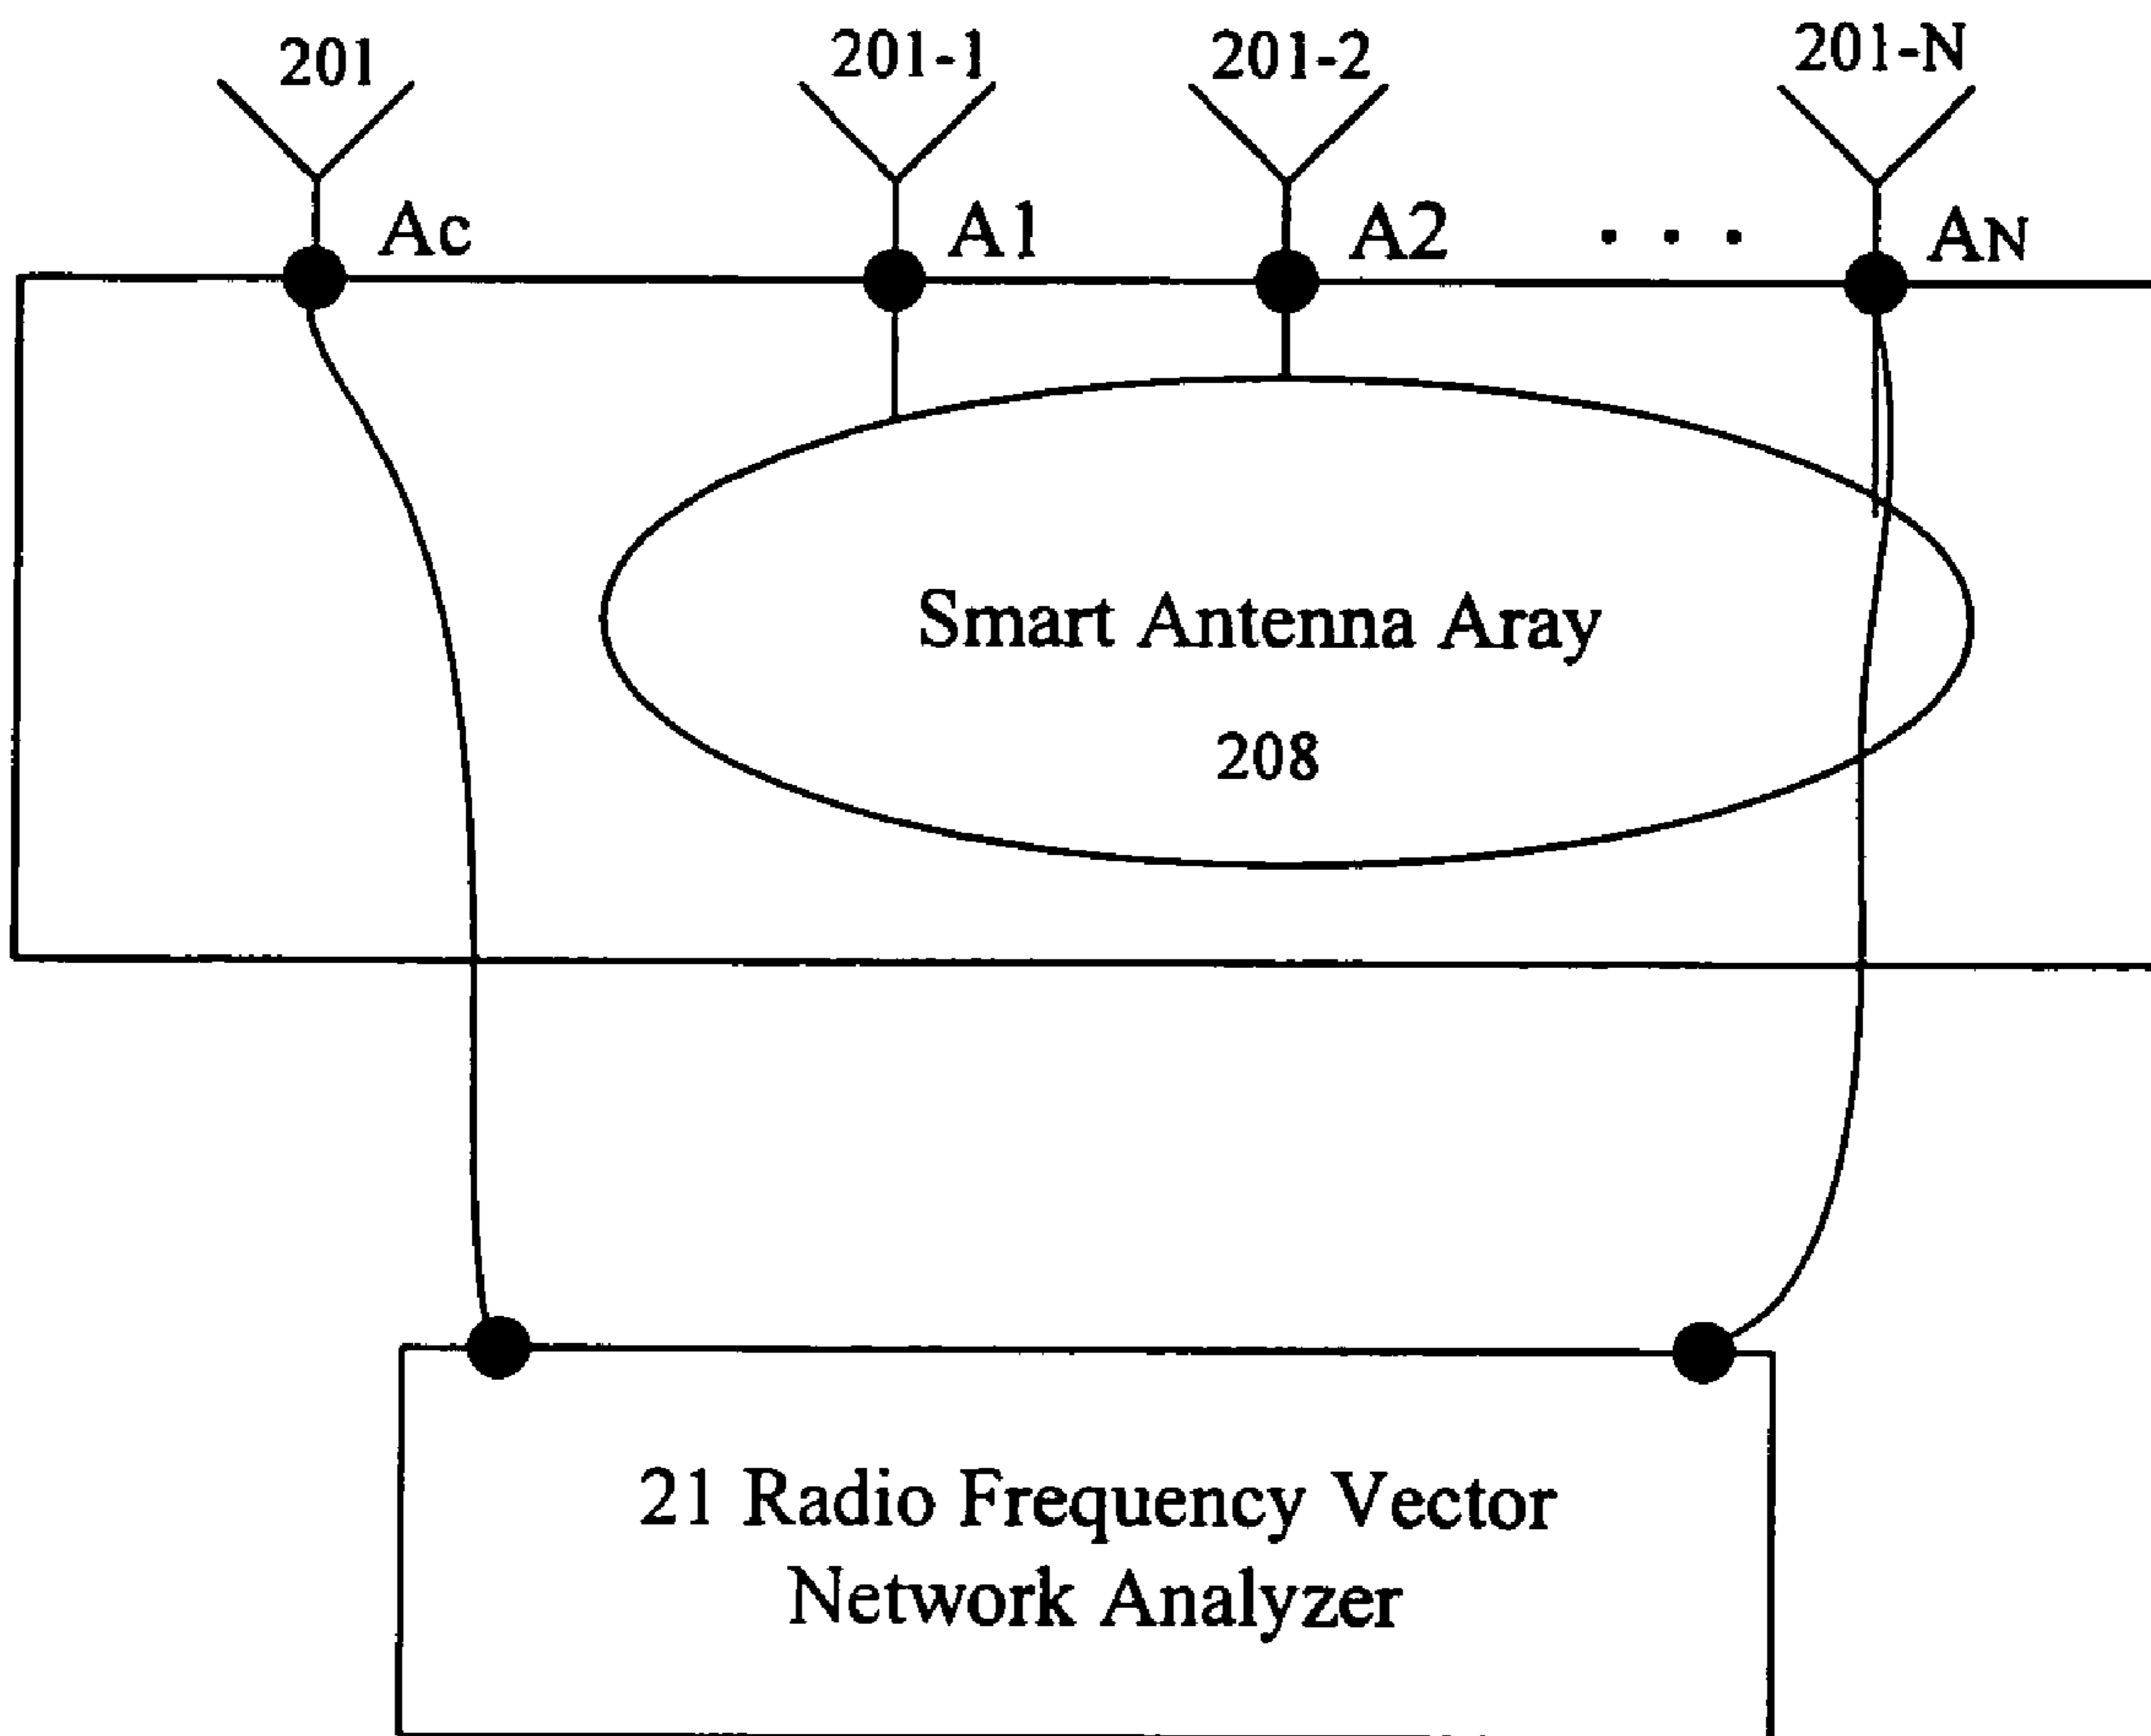 201
201-1
201-2
201-N
Ac
A1
A2
. . .
AN
Smart Antenna Aray
208
21 Radio Frequency Vector
Network Analyzer